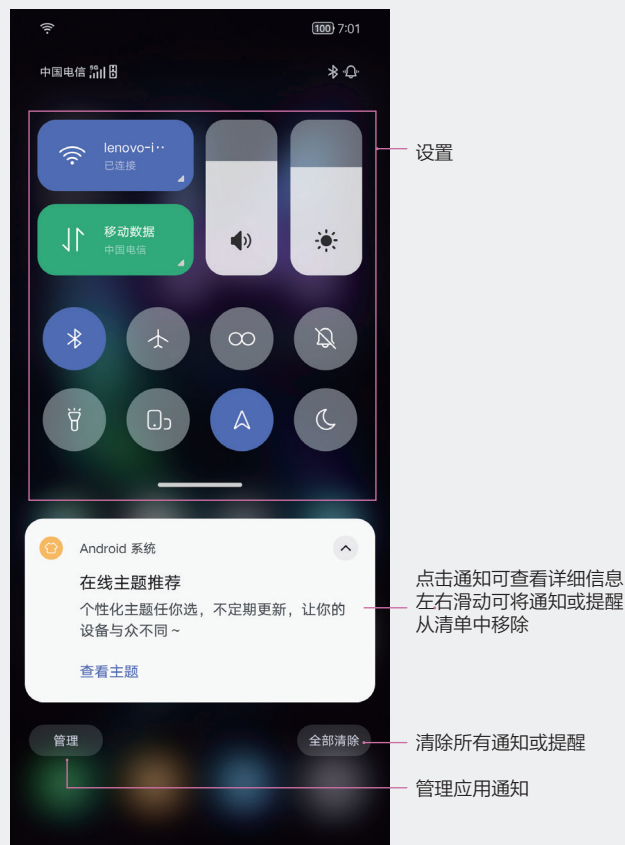 100 7:01
中国电信 5G
设置
lenovo-i··
已连接
移动数据
中国电信
Android 系统
在线主题推荐
个性化主题任你选，不定期更新，让你的
设备与众不同 ~
查看主题
点击通知可查看详细信息
左右滑动可将通知或提醒
从清单中移除
管理
全部清除
清除所有通知或提醒
管理应用通知